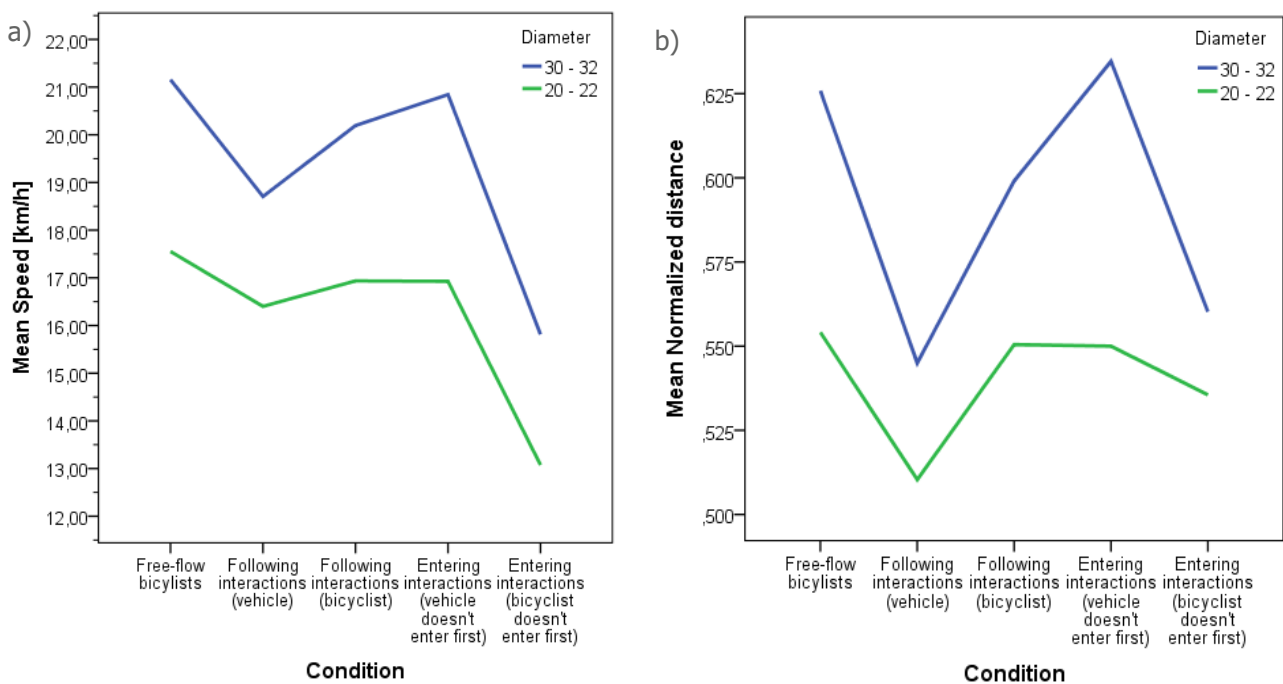 a)
Mean Speed [km/h]
22,00
21,00
20,00
19,00
18,00
17,00
16,00
15,00
14,00
13,00
12,00
Diameter
30 - 32
20 - 22
Free-flow
bicylists
Following
interactions
(vehicle)
Following
interactions
(bicyclist)
Entering
interactions
(vehicle
doesn't
enter first)
Entering
interactions
(bicyclist
doesn't
enter first)
Condition
b)
Mean Normalized distance
,625
,600
,575
,550
,525
,500
Diameter
30 - 32
20 - 22
Free-flow
bicylists
Following
interactions
(vehicle)
Following
interactions
(bicyclist)
Entering
interactions
(vehicle
doesn't
enter first)
Entering
interactions
(bicyclist
doesn't
enter first)
Condition